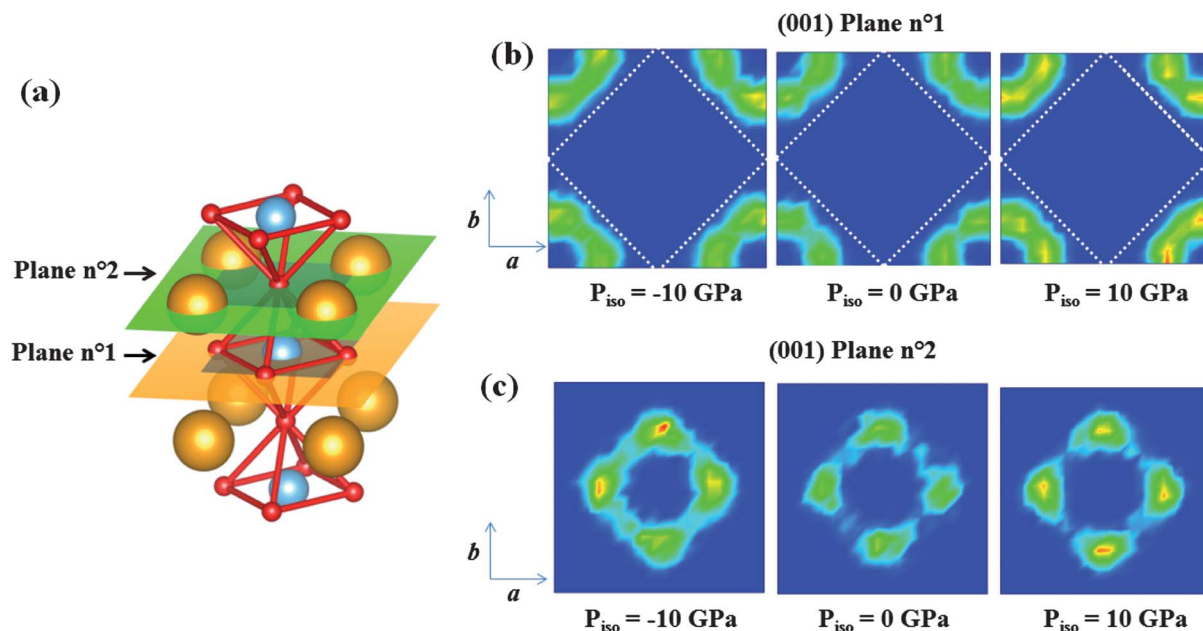 (a)
Plane n°2
Plane n°1
(001) Plane n°1
(b)
b
a
P_iso = -10 GPa
P_iso = 0 GPa
P_iso = 10 GPa
(001) Plane n°2
(c)
b
a
P_iso = -10 GPa
P_iso = 0 GPa
P_iso = 10 GPa